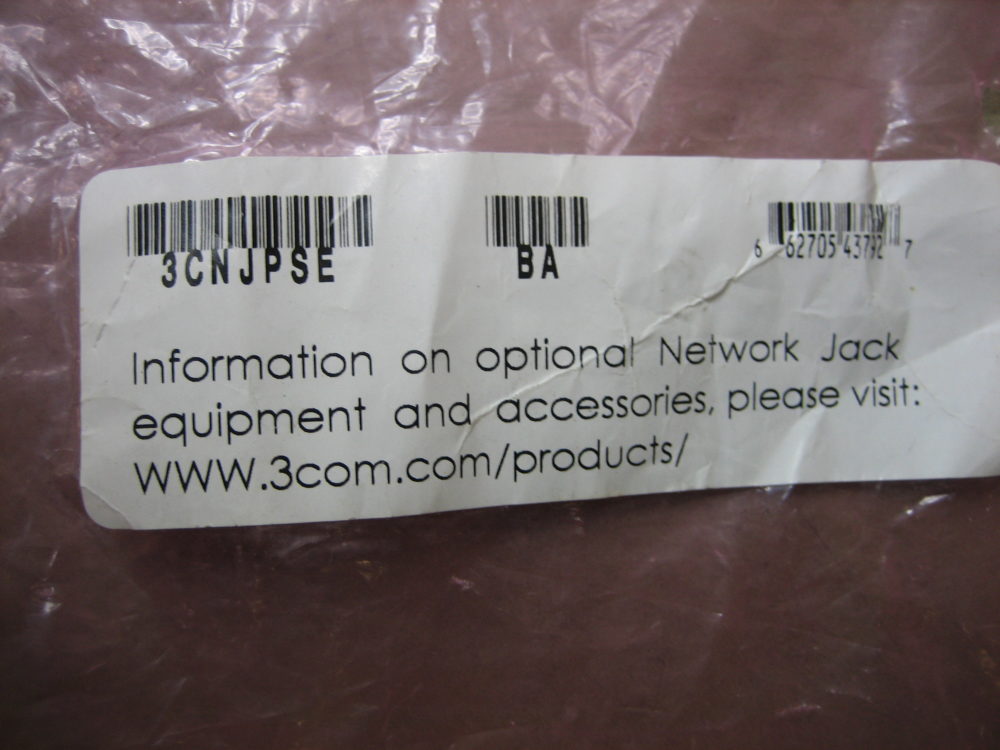 3CNJPSE BA 6 62705 43792 7
Information on optional Network Jack
equipment and accessories, please visit:
WWW.3com.com/products/